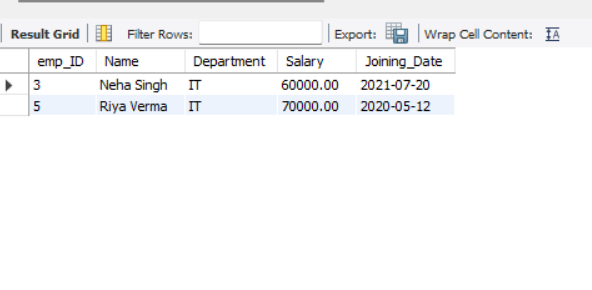 Result Grid Filter Rows: Export: Wrap Cell Content: IA
emp_ID Name Department Salary Joining_Date
3 Neha Singh IT 60000.00 2021-07-20
5 Riya Verma IT 70000.00 2020-05-12